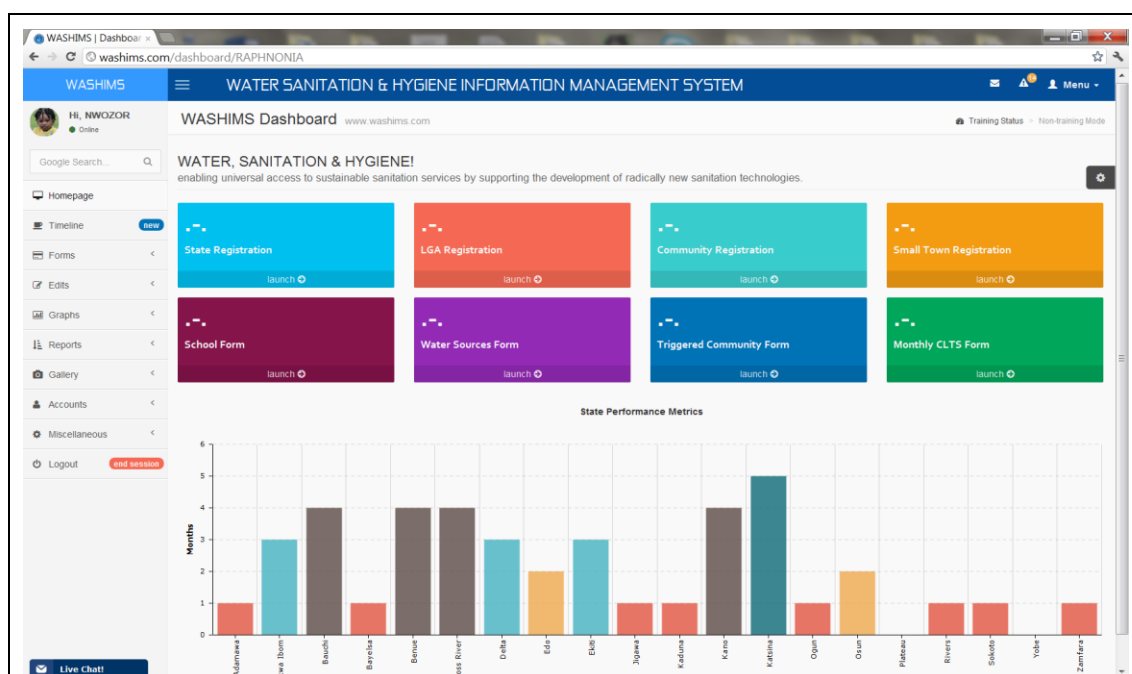 WASHIMS | Dashboar
washims.com/dashboard/RAPHNONIA
WASHIMS
WATER SANITATION & HYGIENE INFORMATION MANAGEMENT SYSTEM
Menu
Hi, NWOZOR
Online
WASHIMS Dashboard www.washims.com
Training Status > Non-training Mode
Google Search...
WATER, SANITATION & HYGIENE!
enabling universal access to sustainable sanitation services by supporting the development of radically new sanitation technologies.
Homepage
Timeline new
Forms
Edits
Graphs
Reports
Gallery
Accounts
Miscellaneous
Logout end session
.-. .-. .-. .-.
State Registration LGA Registration Community Registration Small Town Registration
launch launch launch launch
.-. .-. .-. .-.
School Form Water Sources Form Triggered Community Form Monthly CLTS Form
launch launch launch launch
State Performance Metrics
Months
6
5
4
3
2
1
0
Adamawa kwa Ibom Bauchi Bayelsa Benue oss River Delta Edo Ekiti Jigawa Kaduna Kano Katsina Ogun Osun Plateau Rivers Sokoto Yobe Zamfara
Live Chat!